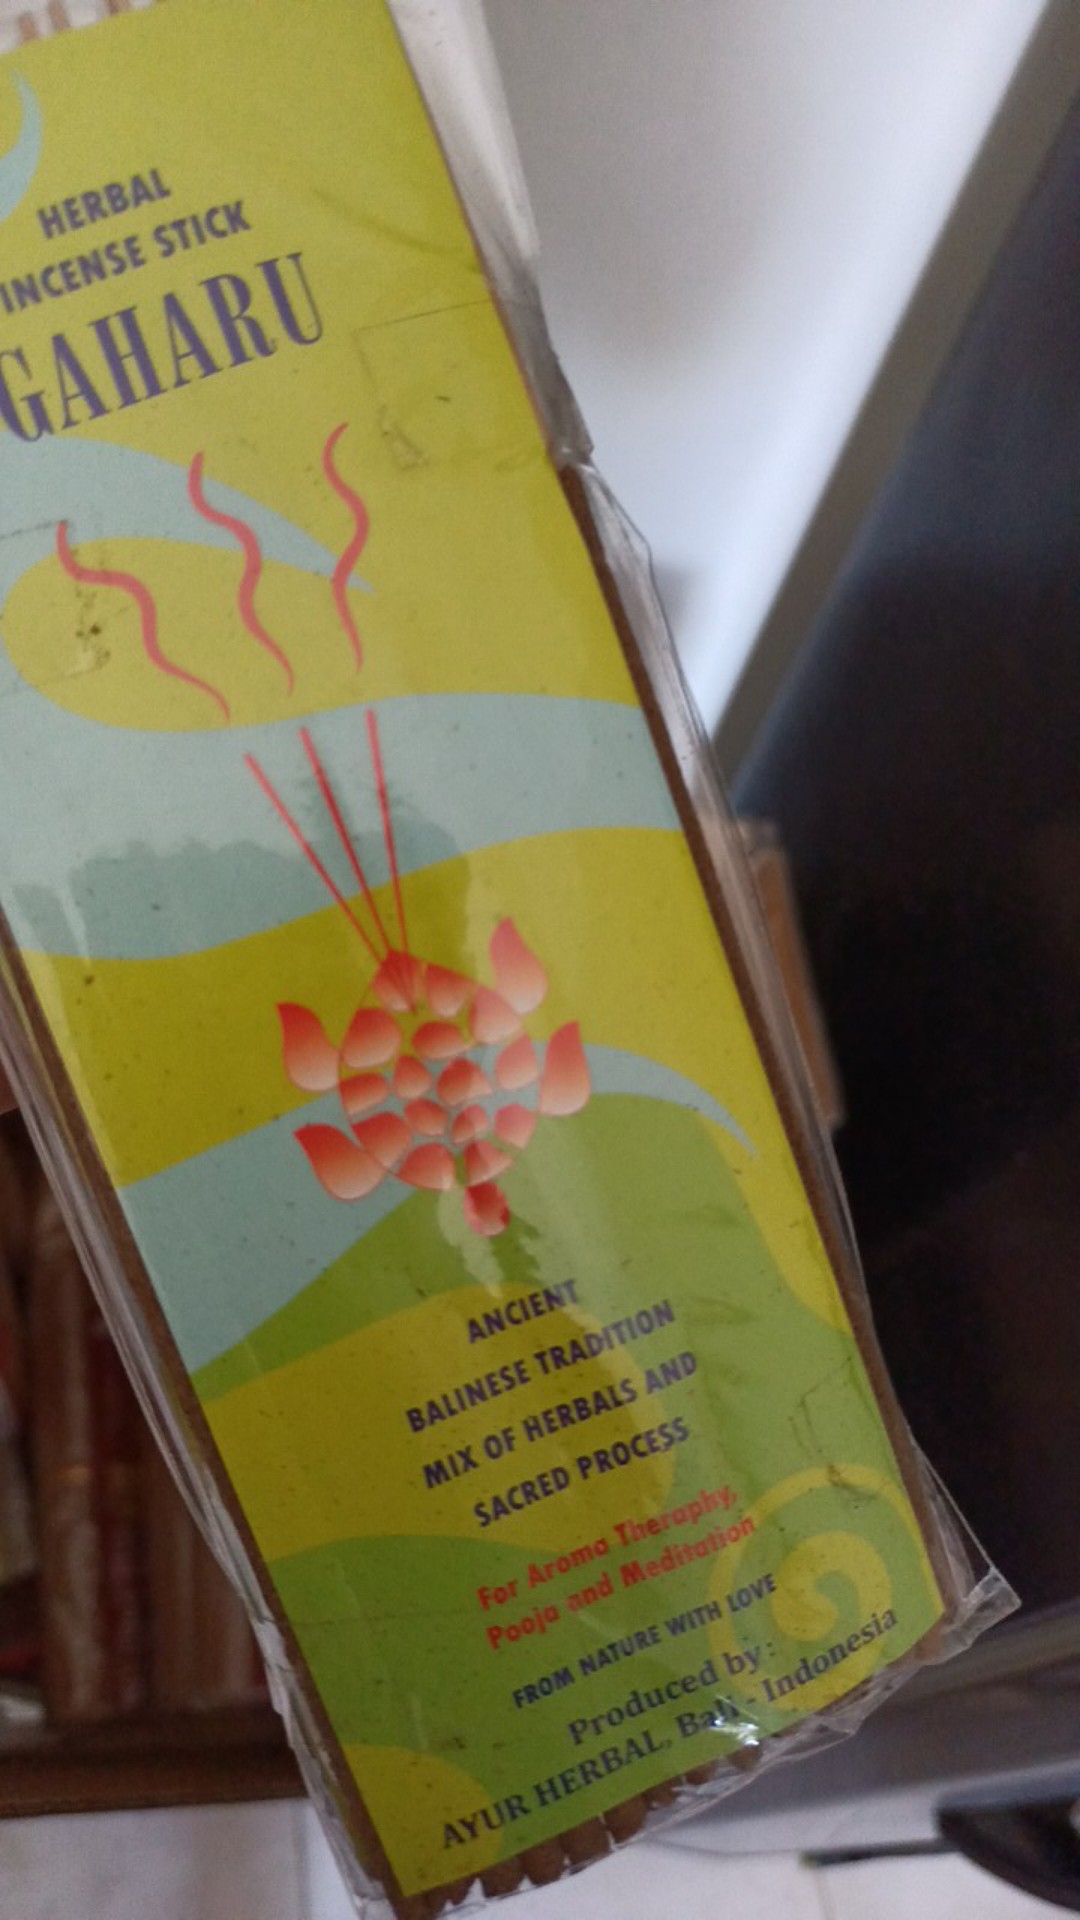 HERBAL
INCENSE STICK
GAHARU
ANCIENT
BALINESE TRADITION
MIX OF HERBALS AND
SACRED PROCESS
For Aroma Theraphy,
Pooja and Meditation
FROM NATURE WITH LOVE
Produced by :
AYUR HERBAL, Bali - Indonesia